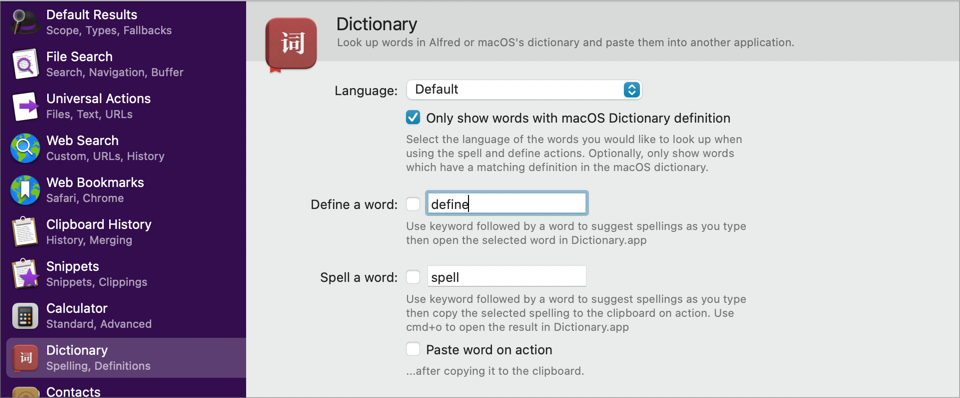 Default Results
Scope, Types, Fallbacks
File Search
Search, Navigation, Buffer
Universal Actions
Files, Text, URLs
Web Search
Custom, URLs, History
Web Bookmarks
Safari, Chrome
Clipboard History
History, Merging
Snippets
Snippets, Clippings
Calculator
Standard, Advanced
词
Dictionary
Spelling, Definitions
Contacts
词
Dictionary
Look up words in Alfred or macOS's dictionary and paste them into another application.
Language: Default
Only show words with macOS Dictionary definition
Select the language of the words you would like to look up when
using the spell and define actions. Optionally, only show words
which have a matching definition in the macOS dictionary.
Define a word: define
Use keyword followed by a word to suggest spellings as you type
then open the selected word in Dictionary.app
Spell a word: spell
Use keyword followed by a word to suggest spellings as you type
then copy the selected spelling to the clipboard on action. Use
cmd+o to open the result in Dictionary.app
Paste word on action
...after copying it to the clipboard.